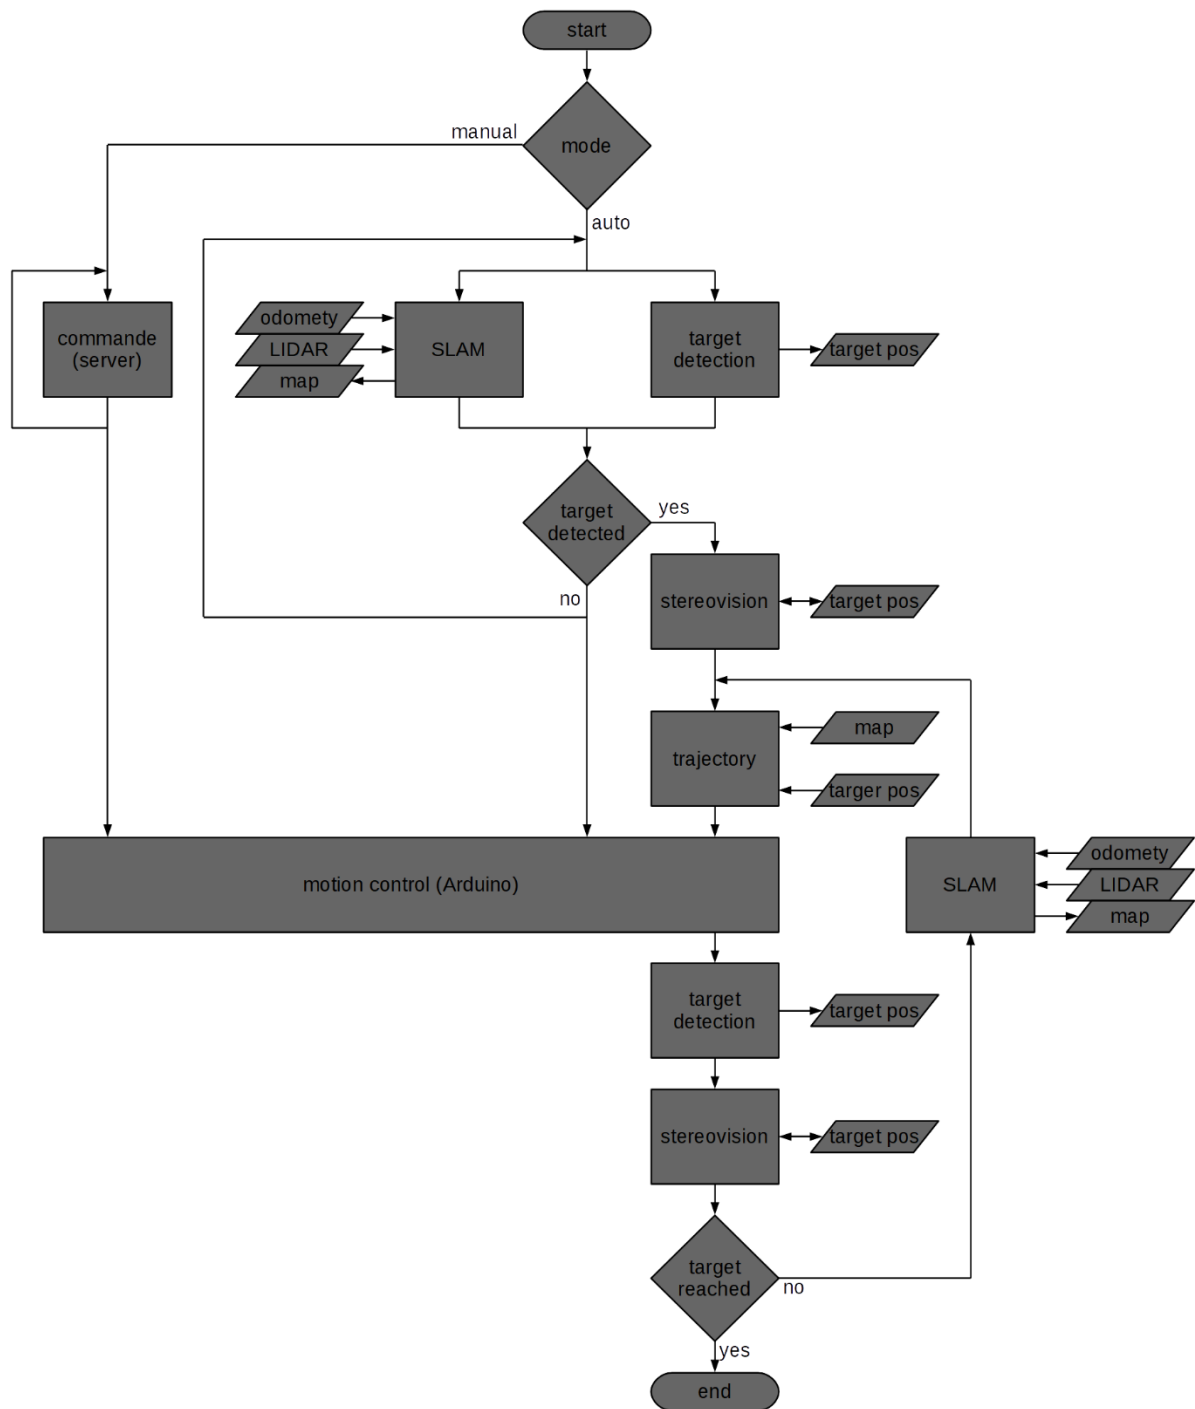 start
manual
mode
auto
odomety
commande
(server)
LIDAR
SLAM
map
target
detection
target pos
target
detected
yes
no
stereovision
target pos
map
trajectory
targer pos
motion control (Arduino)
SLAM
odomety
LIDAR
map
target
detection
target pos
stereovision
target pos
target
reached
no
yes
end